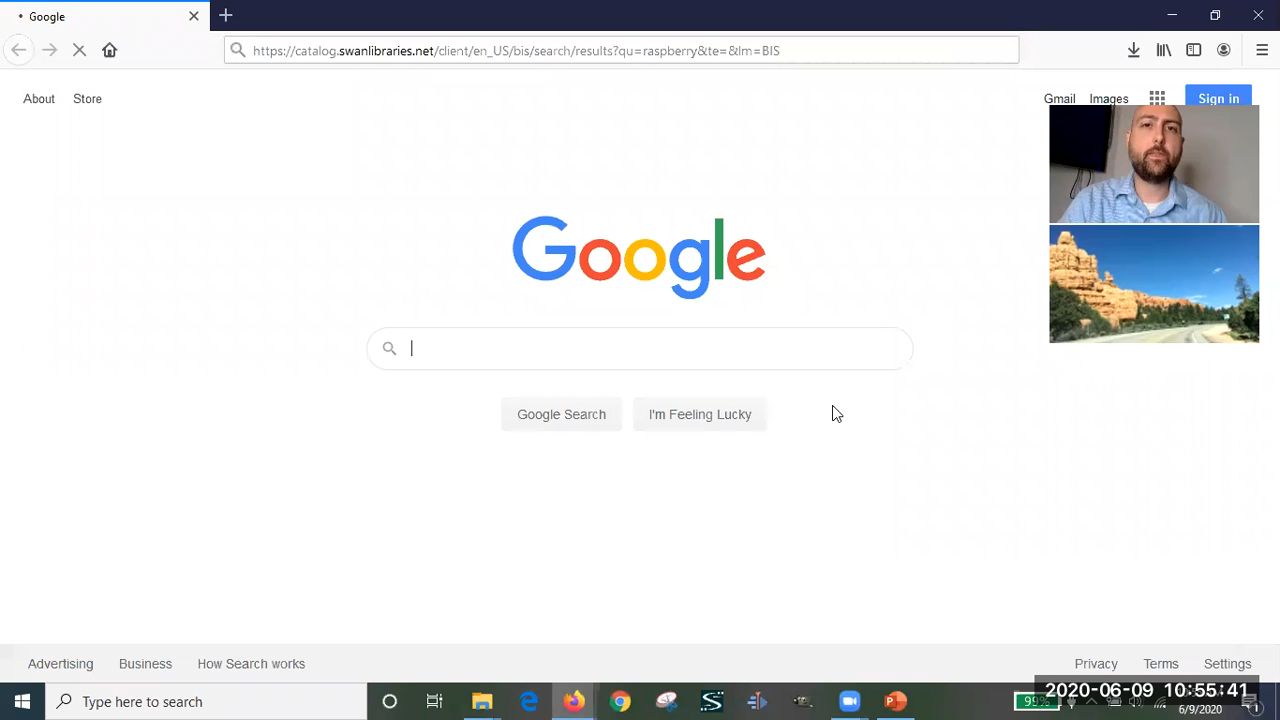 Google
https://catalog.swanlibraries.net/client/en_US/bis/search/results?qu=raspberry&te=&lm=BIS
About Store Gmail Images Sign in
Google
Google Search I'm Feeling Lucky
Advertising Business How Search works Privacy Terms Settings
Type here to search
99%
2020-06-09 10:55:41
6/9/2020